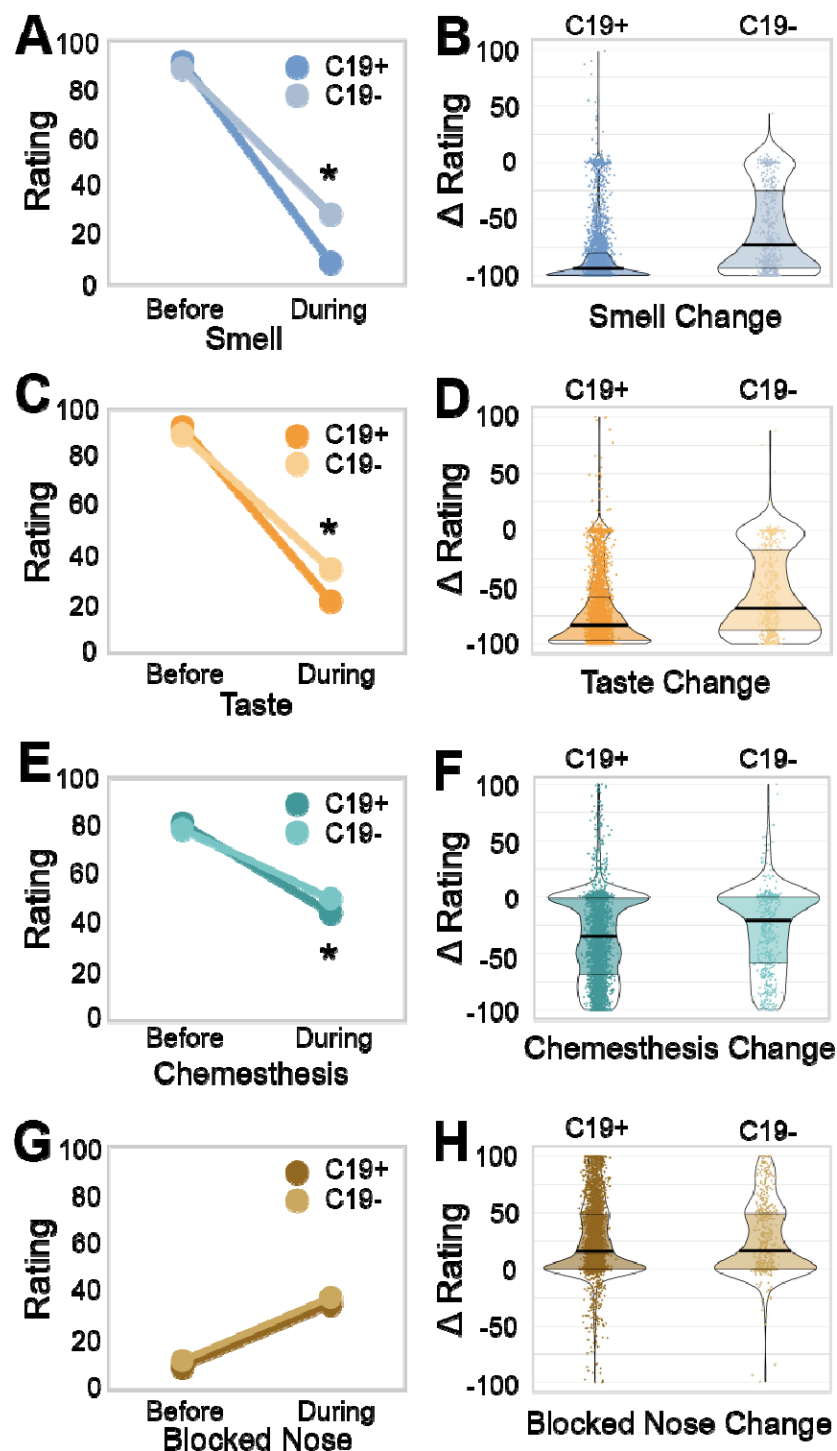 A
100
80
60
40
20
0
Rating
C19+
C19-
*
Before During
Smell
B
C19+ C19-
100
50
0
-50
-100
Δ Rating
Smell Change
C
100
80
60
40
20
0
Rating
C19+
C19-
*
Before During
Taste
D
C19+ C19-
100
50
0
-50
-100
Δ Rating
Taste Change
E
100
80
60
40
20
0
Rating
C19+
C19-
*
Before During
Chemesthesis
F
C19+ C19-
100
50
0
-50
-100
Δ Rating
Chemesthesis Change
G
100
80
60
40
20
0
Rating
C19+
C19-
Before During
Blocked Nose
H
C19+ C19-
100
50
0
-50
-100
Δ Rating
Blocked Nose Change